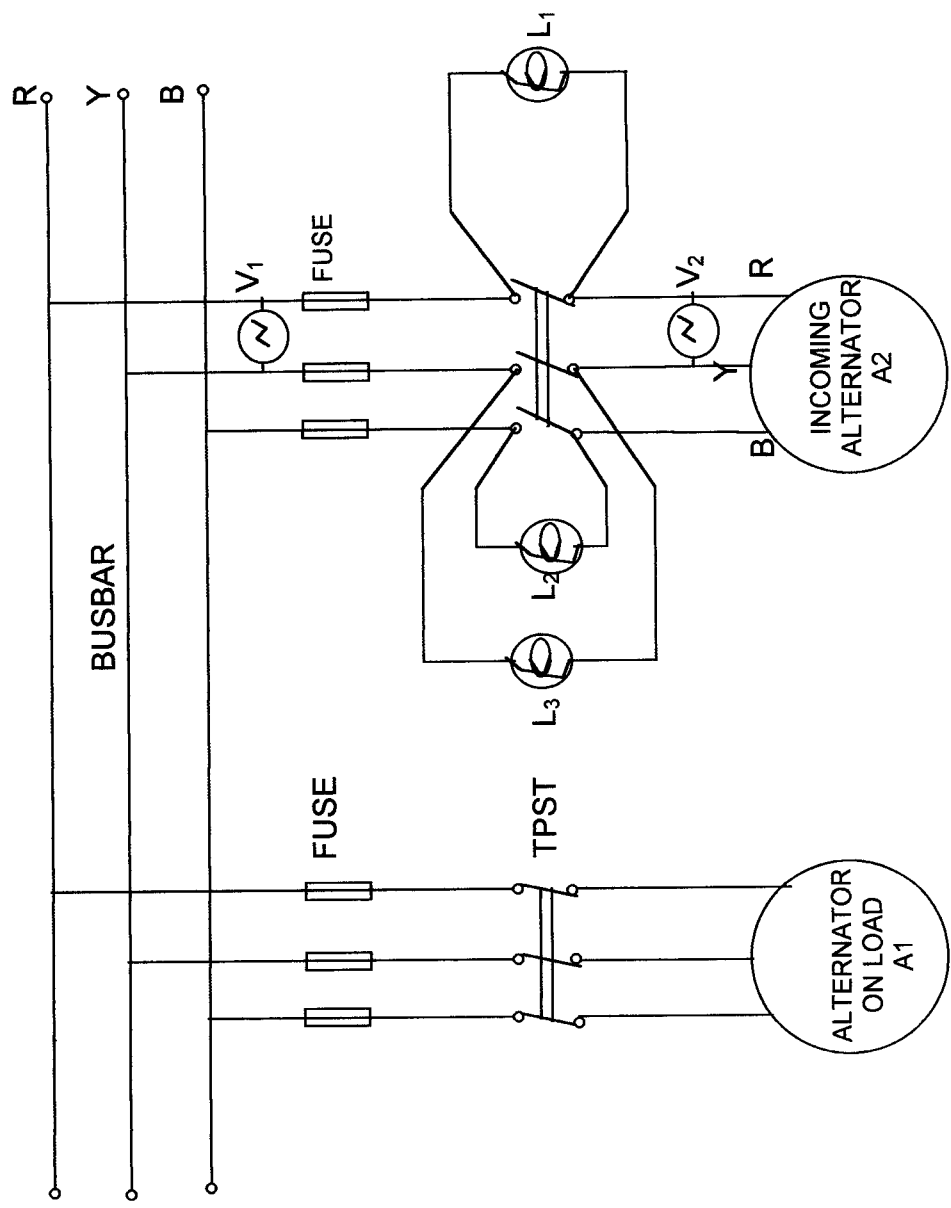 R
Y
B
BUSBAR
V1
FUSE
FUSE
L1
L2
L3
TPST
V2
R
Y
B
ALTERNATOR
ON LOAD
A1
INCOMING
ALTERNATOR
A2